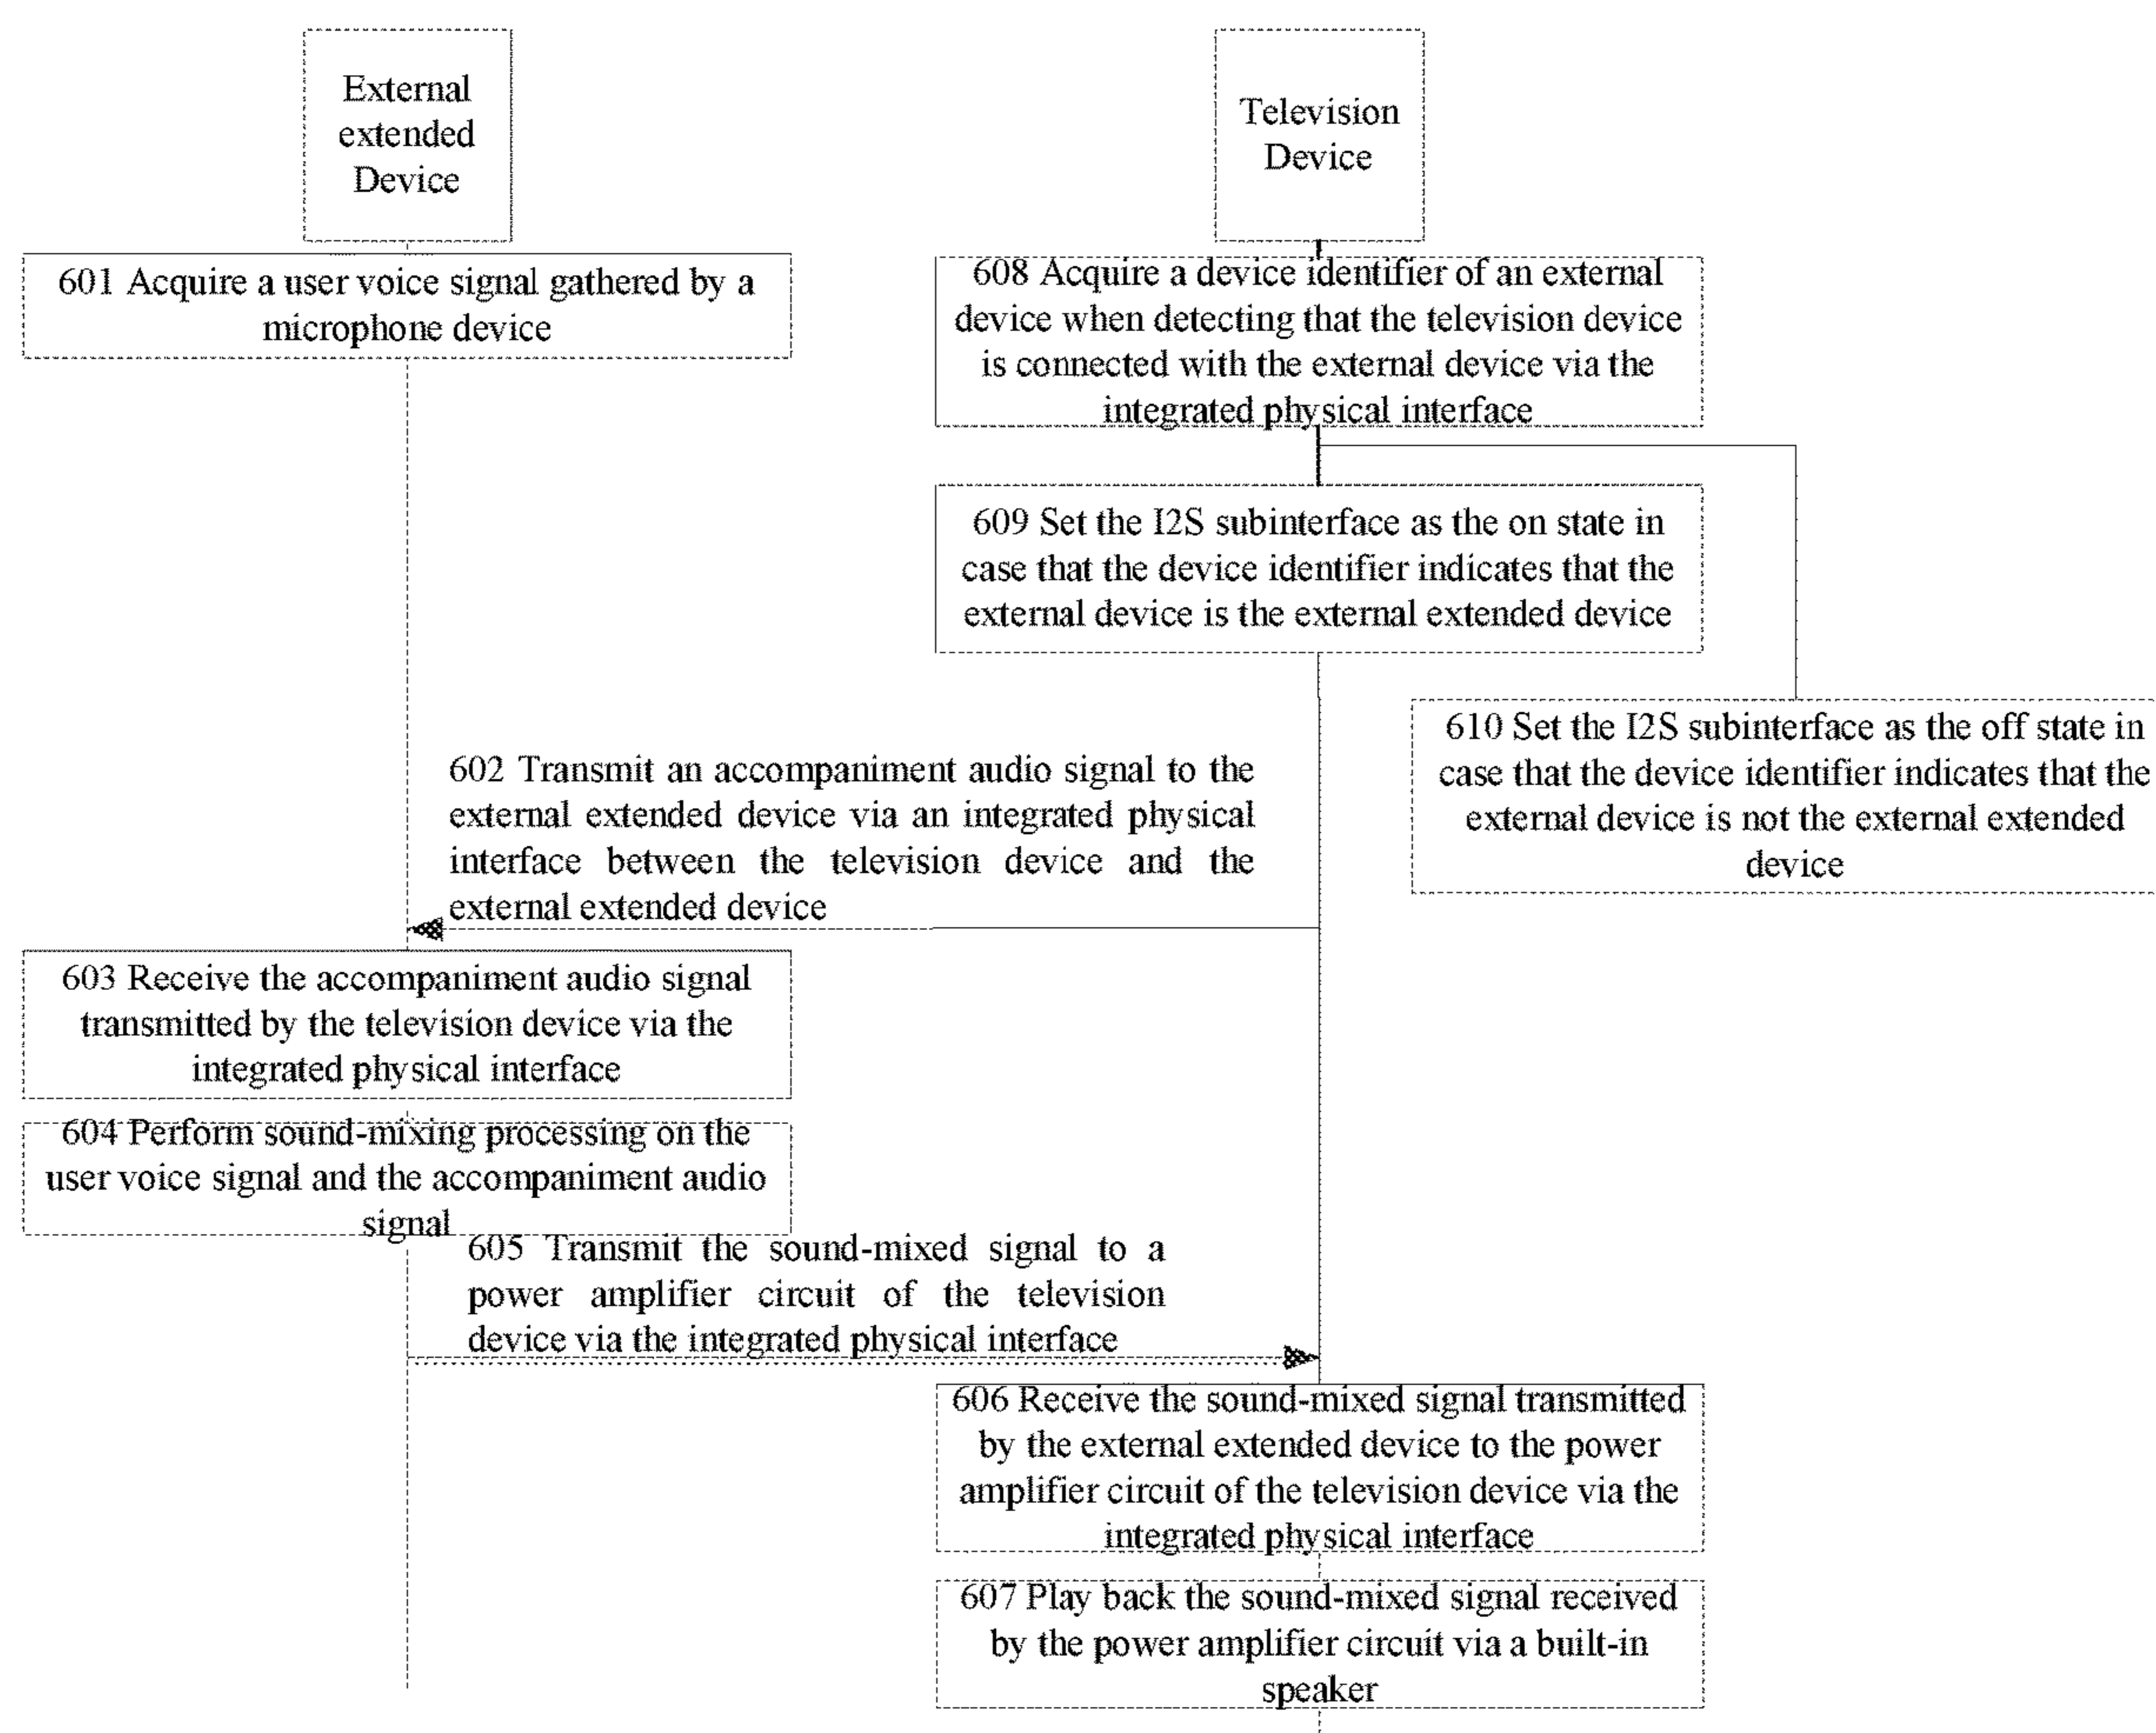 External
extended
Device
Television
Device
601 Acquire a user voice signal gathered by a
microphone device
608 Acquire a device identifier of an external
device when detecting that the television device
is connected with the external device via the
integrated physical interface
609 Set the I2S subinterface as the on state in
case that the device identifier indicates that the
external device is the external extended device
610 Set the I2S subinterface as the off state in
case that the device identifier indicates that the
external device is not the external extended
device
602 Transmit an accompaniment audio signal to the
external extended device via an integrated physical
interface between the television device and the
external extended device
603 Receive the accompaniment audio signal
transmitted by the television device via the
integrated physical interface
604 Perform sound-mixing processing on the
user voice signal and the accompaniment audio
signal
605 Transmit the sound-mixed signal to a
power amplifier circuit of the television
device via the integrated physical interface
606 Receive the sound-mixed signal transmitted
by the external extended device to the power
amplifier circuit of the television device via the
integrated physical interface
607 Play back the sound-mixed signal received
by the power amplifier circuit via a built-in
speaker